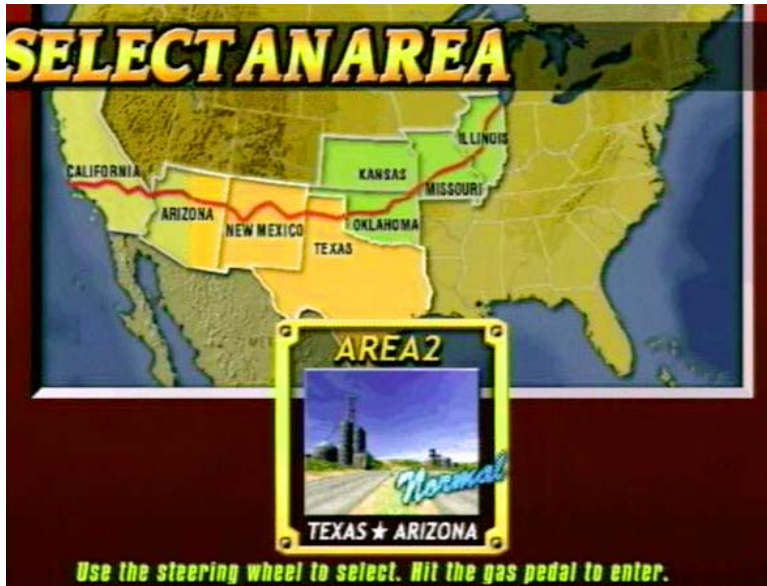 SELECT AN AREA
ILLINOIS
CALIFORNIA
KANSAS
MISSOURI
ARIZONA
OKLAHOMA
NEW MEXICO
TEXAS
AREA2
Normal
TEXAS ★ ARIZONA
Use the steering wheel to select. Hit the gas pedal to enter.